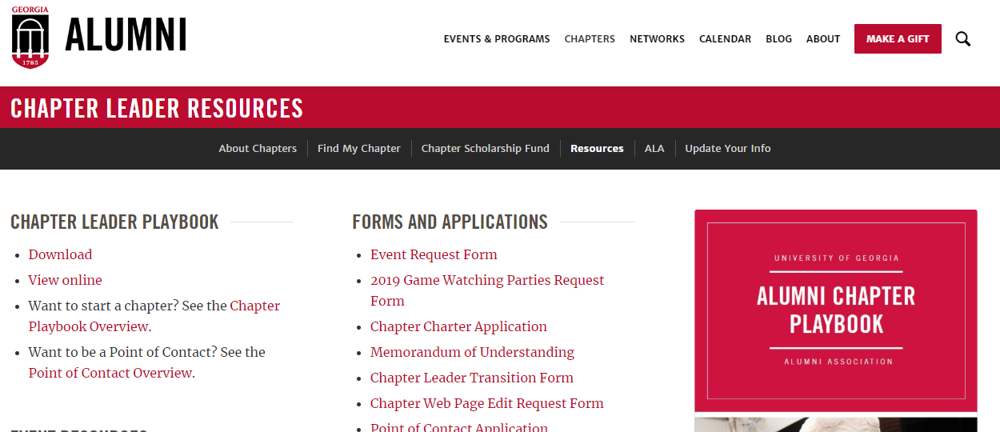 GEORGIA
1785
ALUMNI
EVENTS & PROGRAMS
CHAPTERS
NETWORKS
CALENDAR
BLOG
ABOUT
MAKE A GIFT
CHAPTER LEADER RESOURCES
About Chapters
Find My Chapter
Chapter Scholarship Fund
Resources
ALA
Update Your Info
CHAPTER LEADER PLAYBOOK
Download
View online
Want to start a chapter? See the Chapter
Playbook Overview.
Want to be a Point of Contact? See the
Point of Contact Overview.
EVENT RESOURCES
FORMS AND APPLICATIONS
Event Request Form
2019 Game Watching Parties Request
Form
Chapter Charter Application
Memorandum of Understanding
Chapter Leader Transition Form
Chapter Web Page Edit Request Form
Point of Contact Application
UNIVERSITY OF GEORGIA
ALUMNI CHAPTER
PLAYBOOK
ALUMNI ASSOCIATION